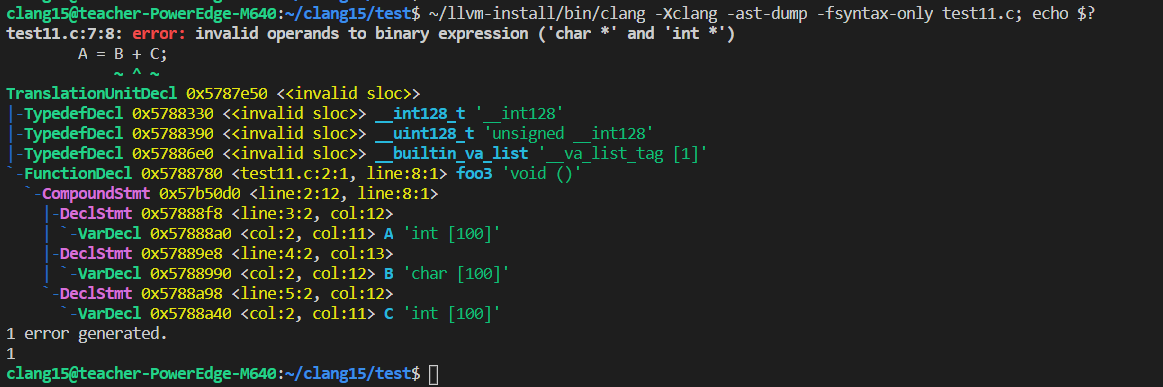 clang15@teacher-PowerEdge-M640:~/clang15/test$ ~/llvm-install/bin/clang -Xclang -ast-dump -fsyntax-only test11.c; echo $?
test11.c:7:8: error: invalid operands to binary expression ('char *' and 'int *')
        A = B + C;
            ~ ^ ~
TranslationUnitDecl 0x5787e50 <<invalid sloc>>
|-TypedefDecl 0x5788330 <<invalid sloc>> __int128_t '__int128'
|-TypedefDecl 0x5788390 <<invalid sloc>> __uint128_t 'unsigned __int128'
|-TypedefDecl 0x57886e0 <<invalid sloc>> __builtin_va_list '__va_list_tag [1]'
`-FunctionDecl 0x5788780 <test11.c:2:1, line:8:1> foo3 'void ()'
  `-CompoundStmt 0x57b50d0 <line:2:12, line:8:1>
    |-DeclStmt 0x57888f8 <line:3:2, col:12>
    | `-VarDecl 0x57888a0 <col:2, col:11> A 'int [100]'
    |-DeclStmt 0x57889e8 <line:4:2, col:13>
    | `-VarDecl 0x5788990 <col:2, col:12> B 'char [100]'
    `-DeclStmt 0x5788a98 <line:5:2, col:12>
      `-VarDecl 0x5788a40 <col:2, col:11> C 'int [100]'
1 error generated.
1
clang15@teacher-PowerEdge-M640:~/clang15/test$